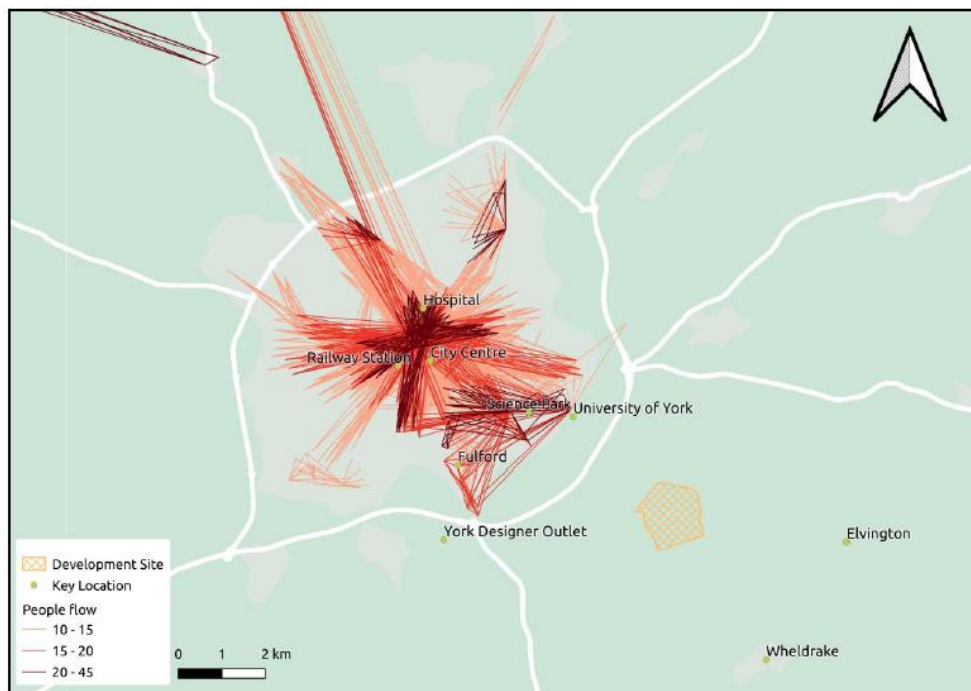 Hospital
Railway Station
City Centre
Science Park
University of York
Fulford
York Designer Outlet
Elvington
Wheldrake
Development Site
Key Location
People flow
10 - 15
15 - 20
20 - 45
0 1 2 km